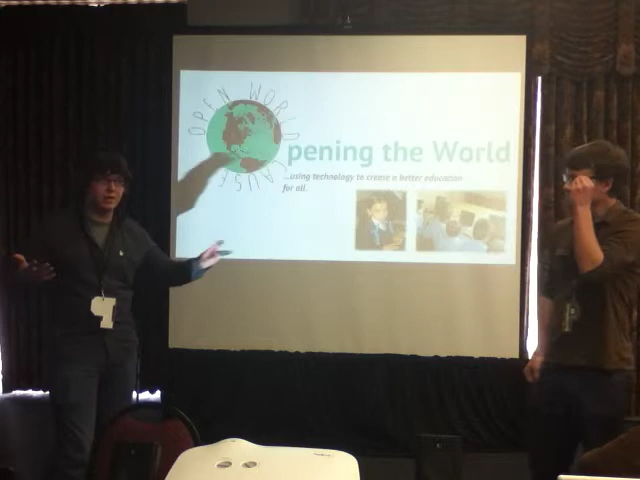 OPEN WORLD
CAUSE
pening the World
...using technology to create a better education
for all.